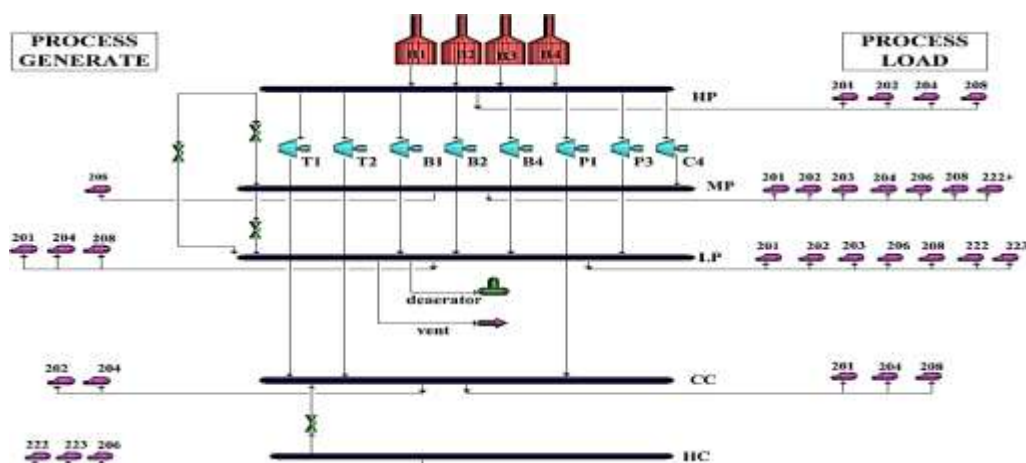 PROCESS
GENERATE
B1 B2 B3 B4
PROCESS
LOAD
HP
201 202 204 208
T1 T2 B1 B2 B4 P1 P3 C4
MP
208
201 202 203 204 206 208 222+
LP
201 204 208
201 202 203 206 208 222 223
deaerator
vent
202 204
CC
201 204 208
222 223 206
HC